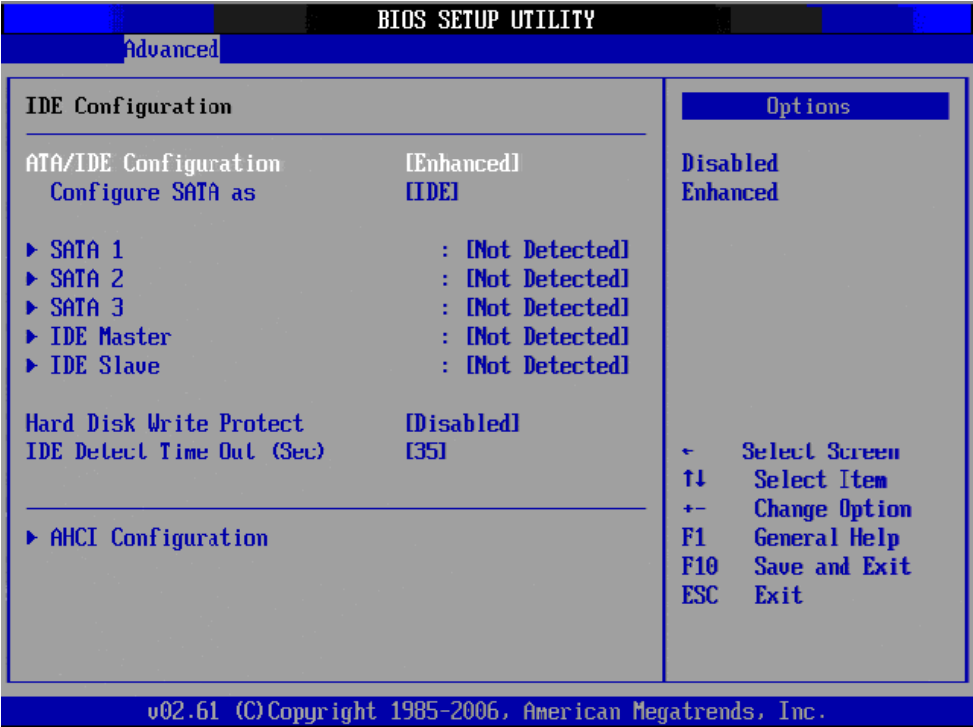 BIOS SETUP UTILITY
Advanced
IDE Configuration
ATA/IDE Configuration [Enhanced]
Configure SATA as [IDE]
SATA 1 : [Not Detected]
SATA 2 : [Not Detected]
SATA 3 : [Not Detected]
IDE Master : [Not Detected]
IDE Slave : [Not Detected]
Hard Disk Write Protect [Disabled]
IDE Detect Time Out (Sec) [35]
AHCI Configuration
Options
Disabled
Enhanced
← Select Screen
↑↓ Select Item
+- Change Option
F1 General Help
F10 Save and Exit
ESC Exit
v02.61 (C)Copyright 1985-2006, American Megatrends, Inc.